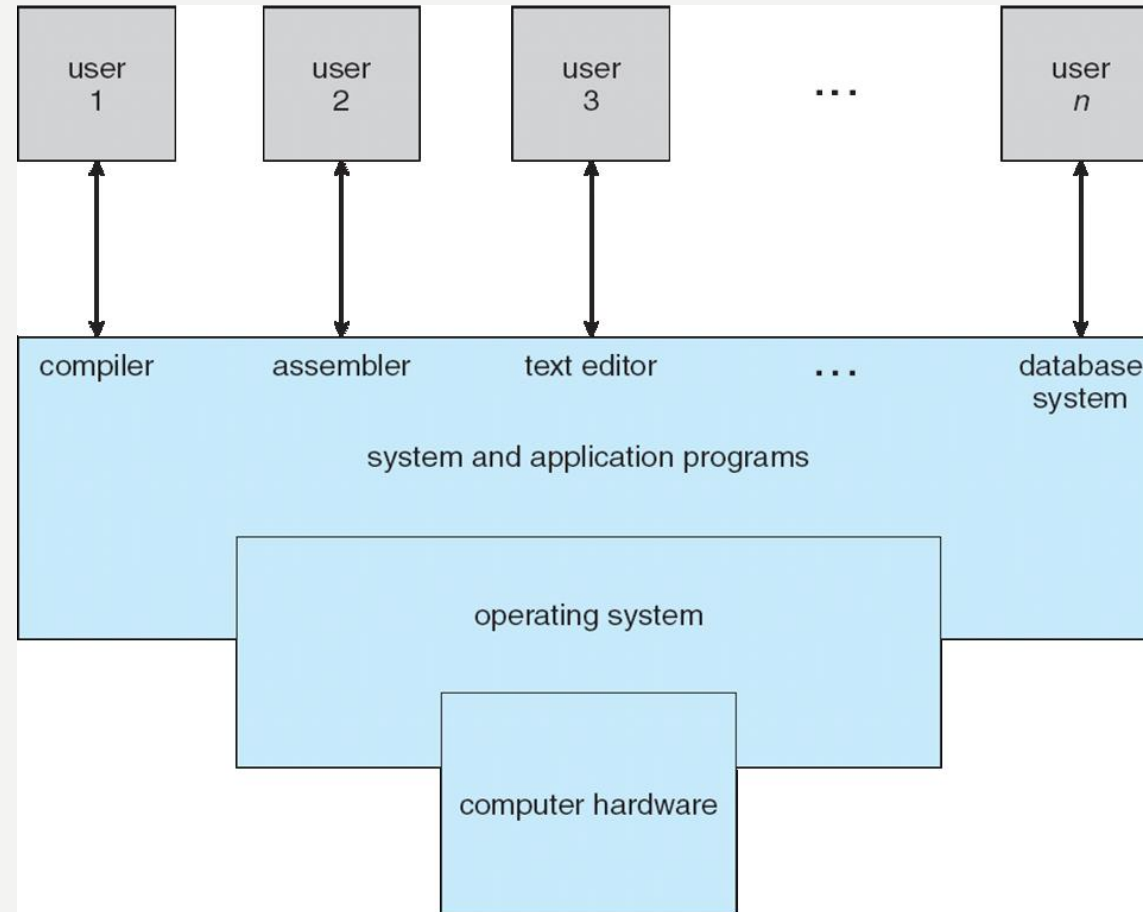 user
1
user
2
user
3
...
user
n
compiler
assembler
text editor
...
database
system
system and application programs
operating system
computer hardware